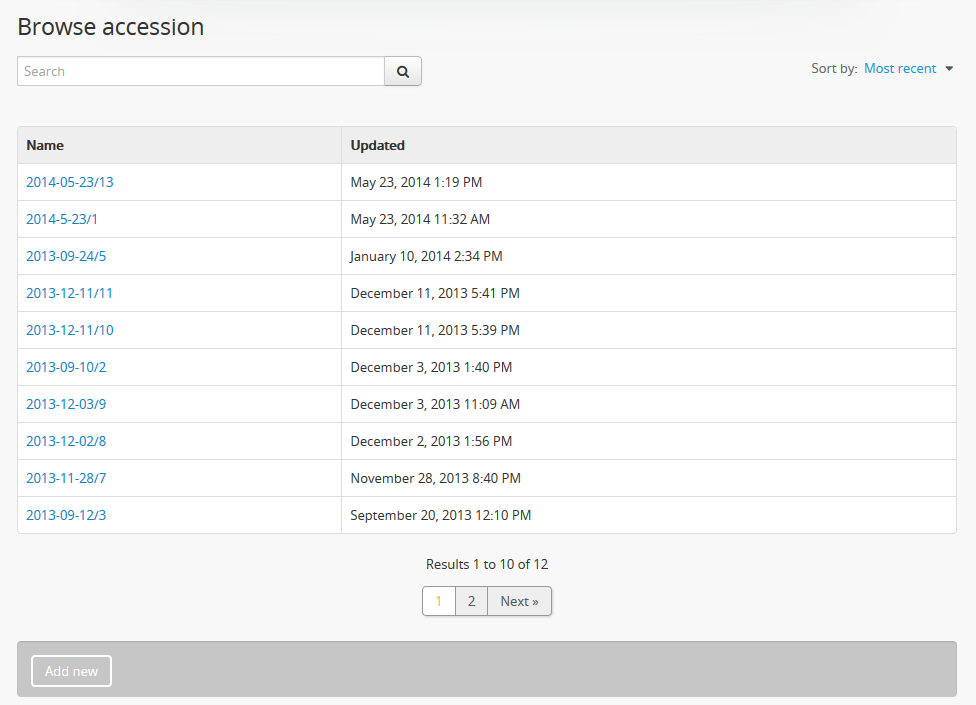 Browse accession
Search
Sort by: Most recent
Name Updated
2014-05-23/13 May 23, 2014 1:19 PM
2014-5-23/1 May 23, 2014 11:32 AM
2013-09-24/5 January 10, 2014 2:34 PM
2013-12-11/11 December 11, 2013 5:41 PM
2013-12-11/10 December 11, 2013 5:39 PM
2013-09-10/2 December 3, 2013 1:40 PM
2013-12-03/9 December 3, 2013 11:09 AM
2013-12-02/8 December 2, 2013 1:56 PM
2013-11-28/7 November 28, 2013 8:40 PM
2013-09-12/3 September 20, 2013 12:10 PM
Results 1 to 10 of 12
1 2 Next »
Add new